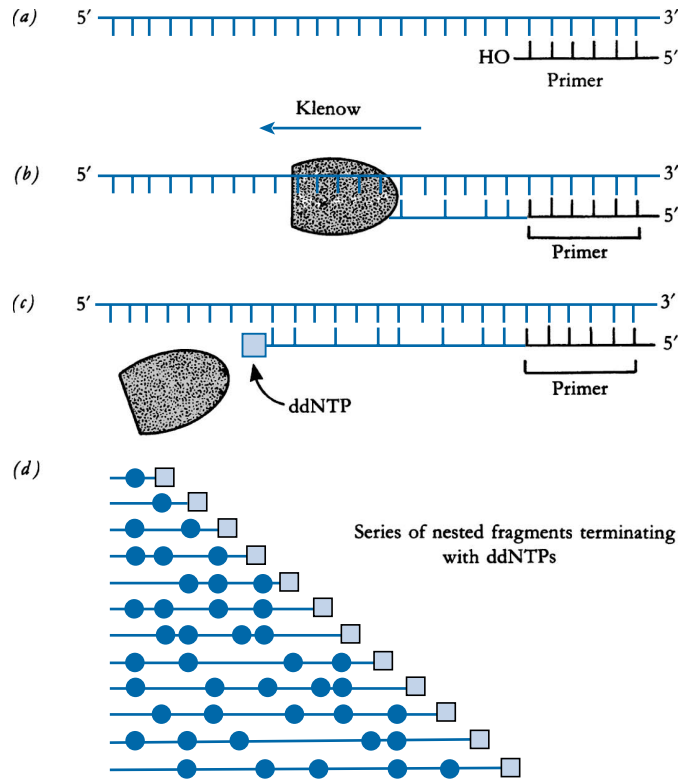 (a) 5′ 3′
HO 5′
Primer
Klenow
(b) 5′ 3′
5′
Primer
(c) 5′ 3′
5′
Primer
ddNTP
(d)
Series of nested fragments terminating
with ddNTPs